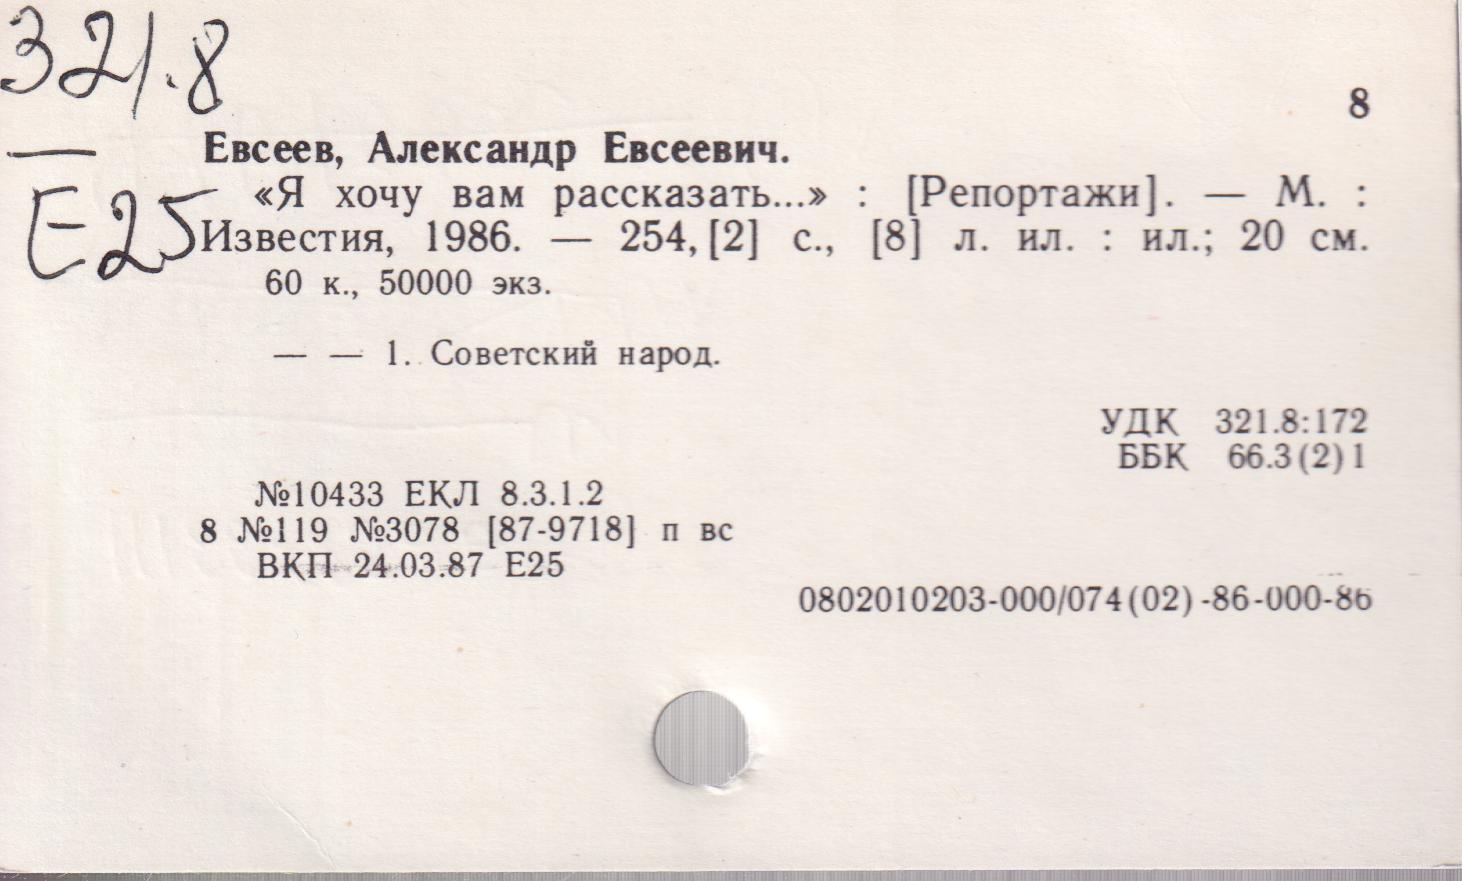 321.8
8
Евсеев, Александр Евсеевич.
«Я хочу вам рассказать...» : [Репортажи]. — М. :
Е25
Известия, 1986. — 254, [2] с., [8] л. ил. : ил.; 20 см.
60 к., 50000 экз.
— — 1. Советский народ.
УДК 321.8:172
ББК 66.3(2)1
№10433 ЕКЛ 8.3.1.2
8 №119 №3078 [87-9718] п вс
ВКП 24.03.87 Е25
0802010203-000/074(02)-86-000-86